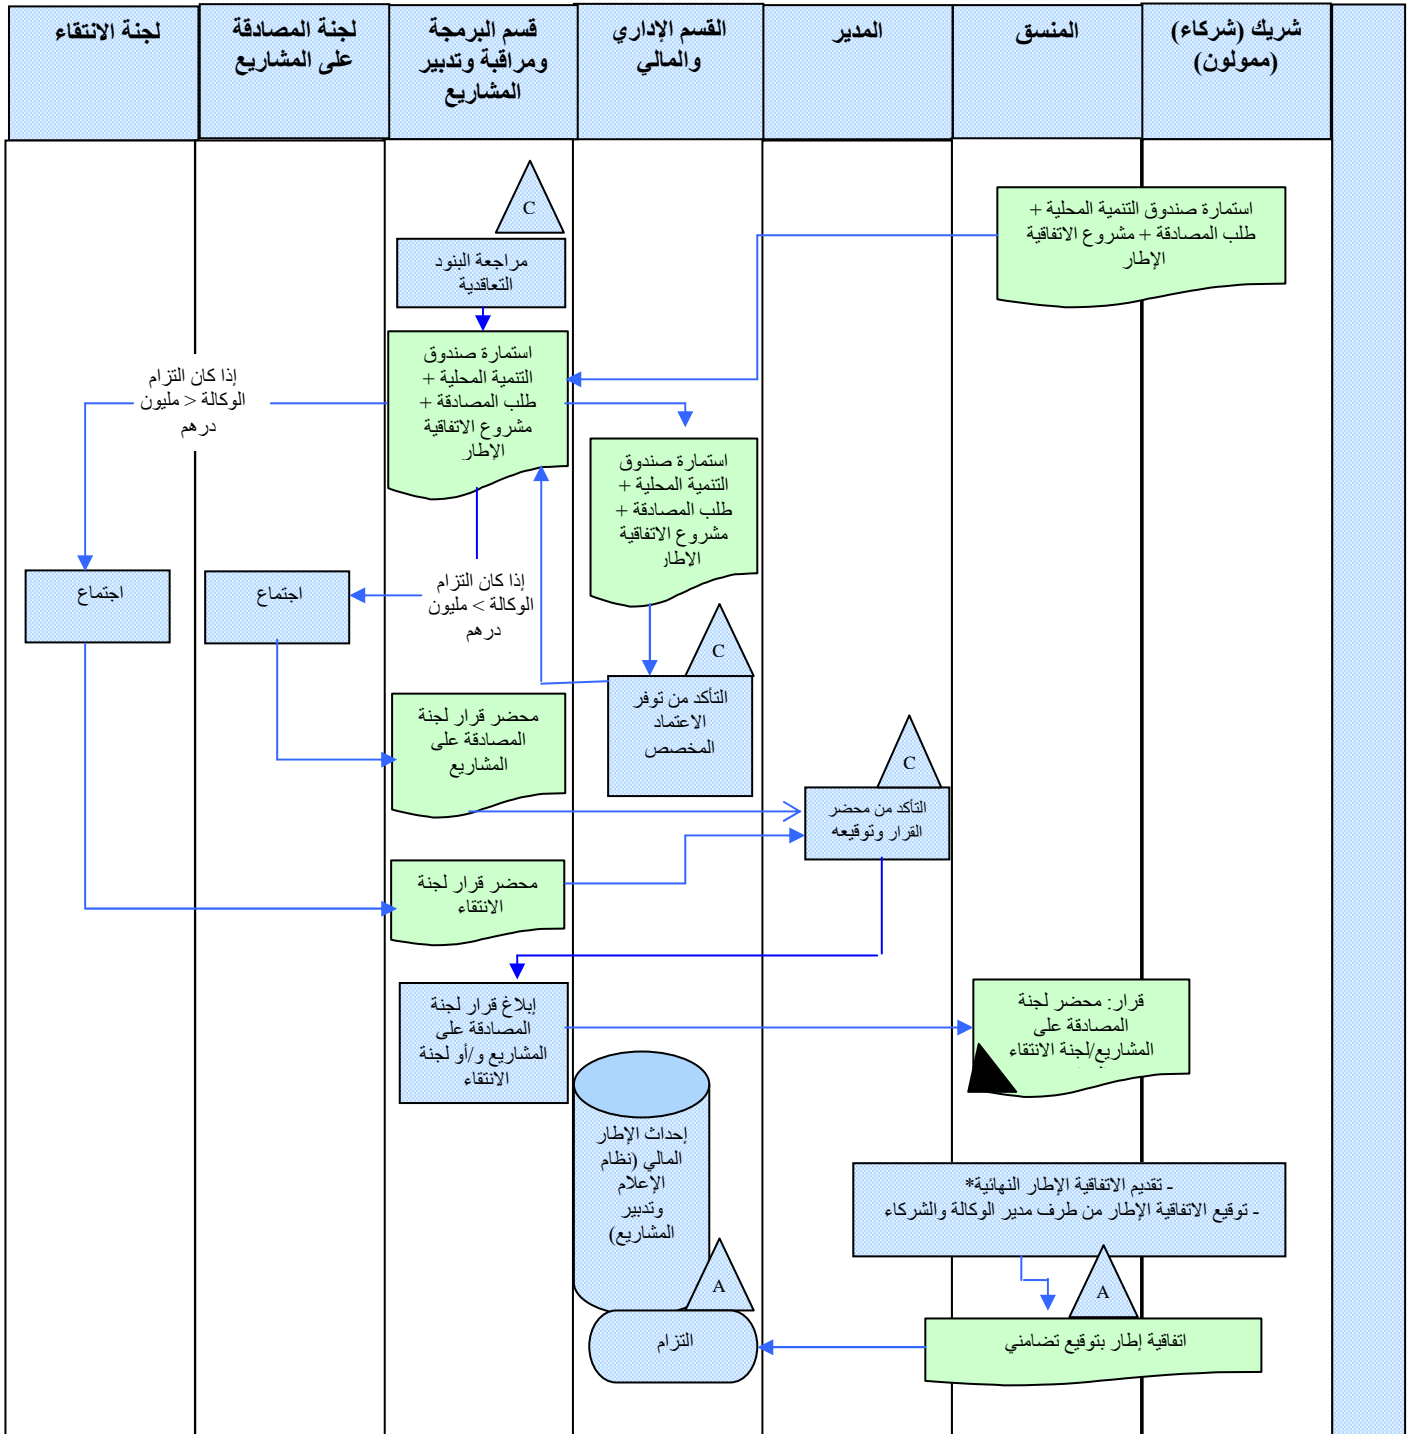 شريك (شركاء)
(ممولون)
المنسق
المدير
القسم الإداري
والمالي
قسم البرمجة
ومراقبة وتدبير
المشاريع
لجنة المصادقة
على المشاريع
لجنة الانتقاء
استمارة صندوق التنمية المحلية +
طلب المصادقة + مشروع الاتفاقية
الإطار
C
مراجعة البنود
التعاقدية
استمارة صندوق
التنمية المحلية +
طلب المصادقة +
مشروع الاتفاقية
الإطار
إذا كان التزام
الوكالة < مليون
درهم
استمارة صندوق
التنمية المحلية +
طلب المصادقة +
مشروع الاتفاقية
الإطار
إذا كان التزام
الوكالة > مليون
درهم
اجتماع
اجتماع
C
التأكد من توفر
الاعتماد
المخصص
محضر قرار لجنة
المصادقة على
المشاريع
C
التأكد من محضر
القرار وتوقيعه
محضر قرار لجنة
الانتقاء
إبلاغ قرار لجنة
المصادقة على
المشاريع و/أو لجنة
الانتقاء
قرار: محضر لجنة
المصادقة على
المشاريع/لجنة الانتقاء
إحداث الإطار
المالي (نظام
الإعلام
وتدبير
المشاريع)
- تقديم الاتفاقية الإطار النهائية*
- توقيع الاتفاقية الإطار من طرف مدير الوكالة والشركاء
A
A
اتفاقية إطار بتوقيع تضامني
التزام